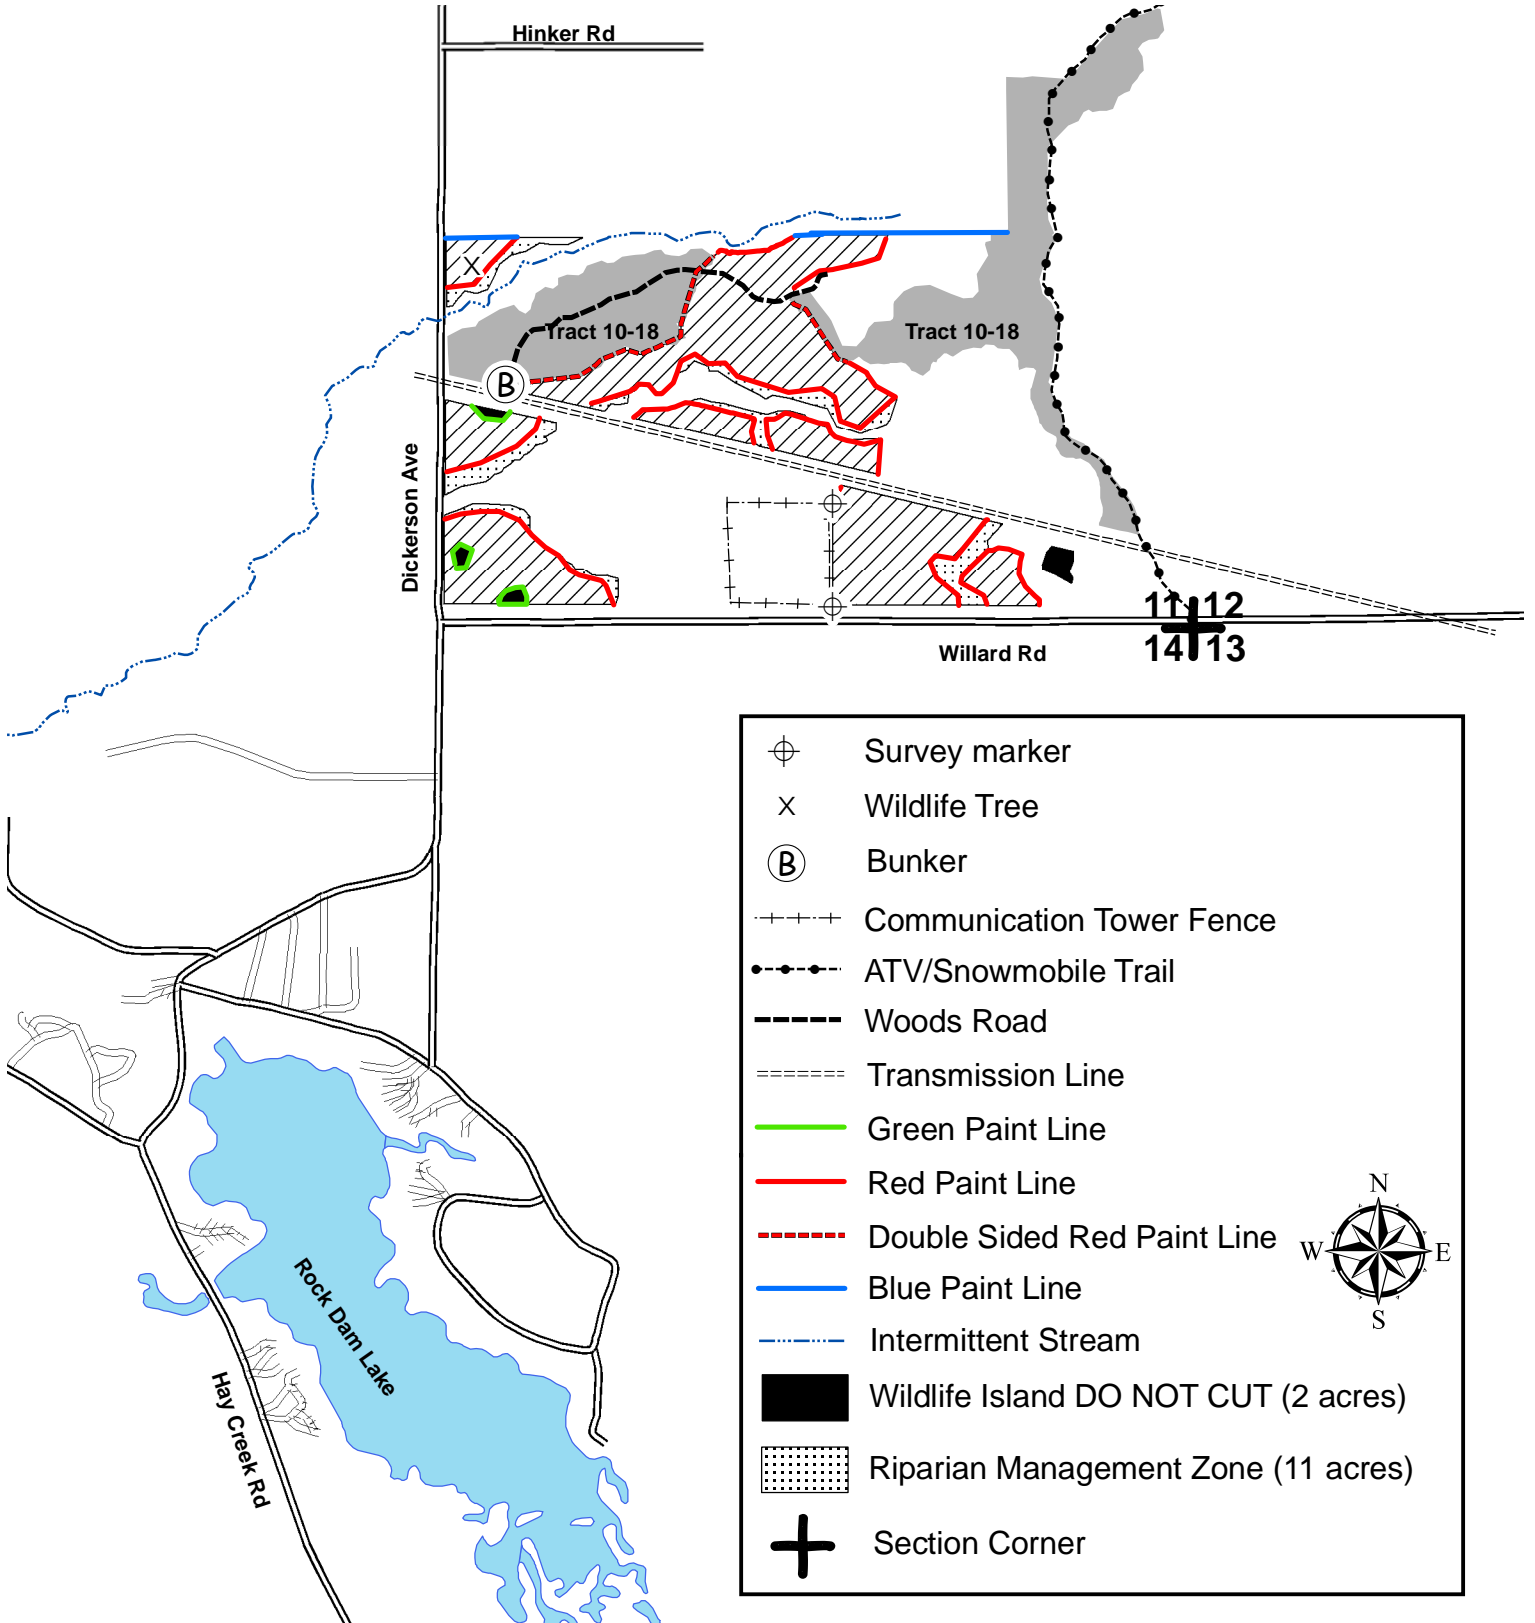 Hinker Rd
X
Tract 10-18
Tract 10-18
B
Dickerson Ave
11 12
14 13
Willard Rd
Survey marker
X Wildlife Tree
B Bunker
Communication Tower Fence
ATV/Snowmobile Trail
Woods Road
Transmission Line
Green Paint Line
Red Paint Line
Double Sided Red Paint Line
Blue Paint Line
Intermittent Stream
Wildlife Island DO NOT CUT (2 acres)
Riparian Management Zone (11 acres)
Section Corner
N
W E
S
Rock Dam Lake
Hay Creek Rd